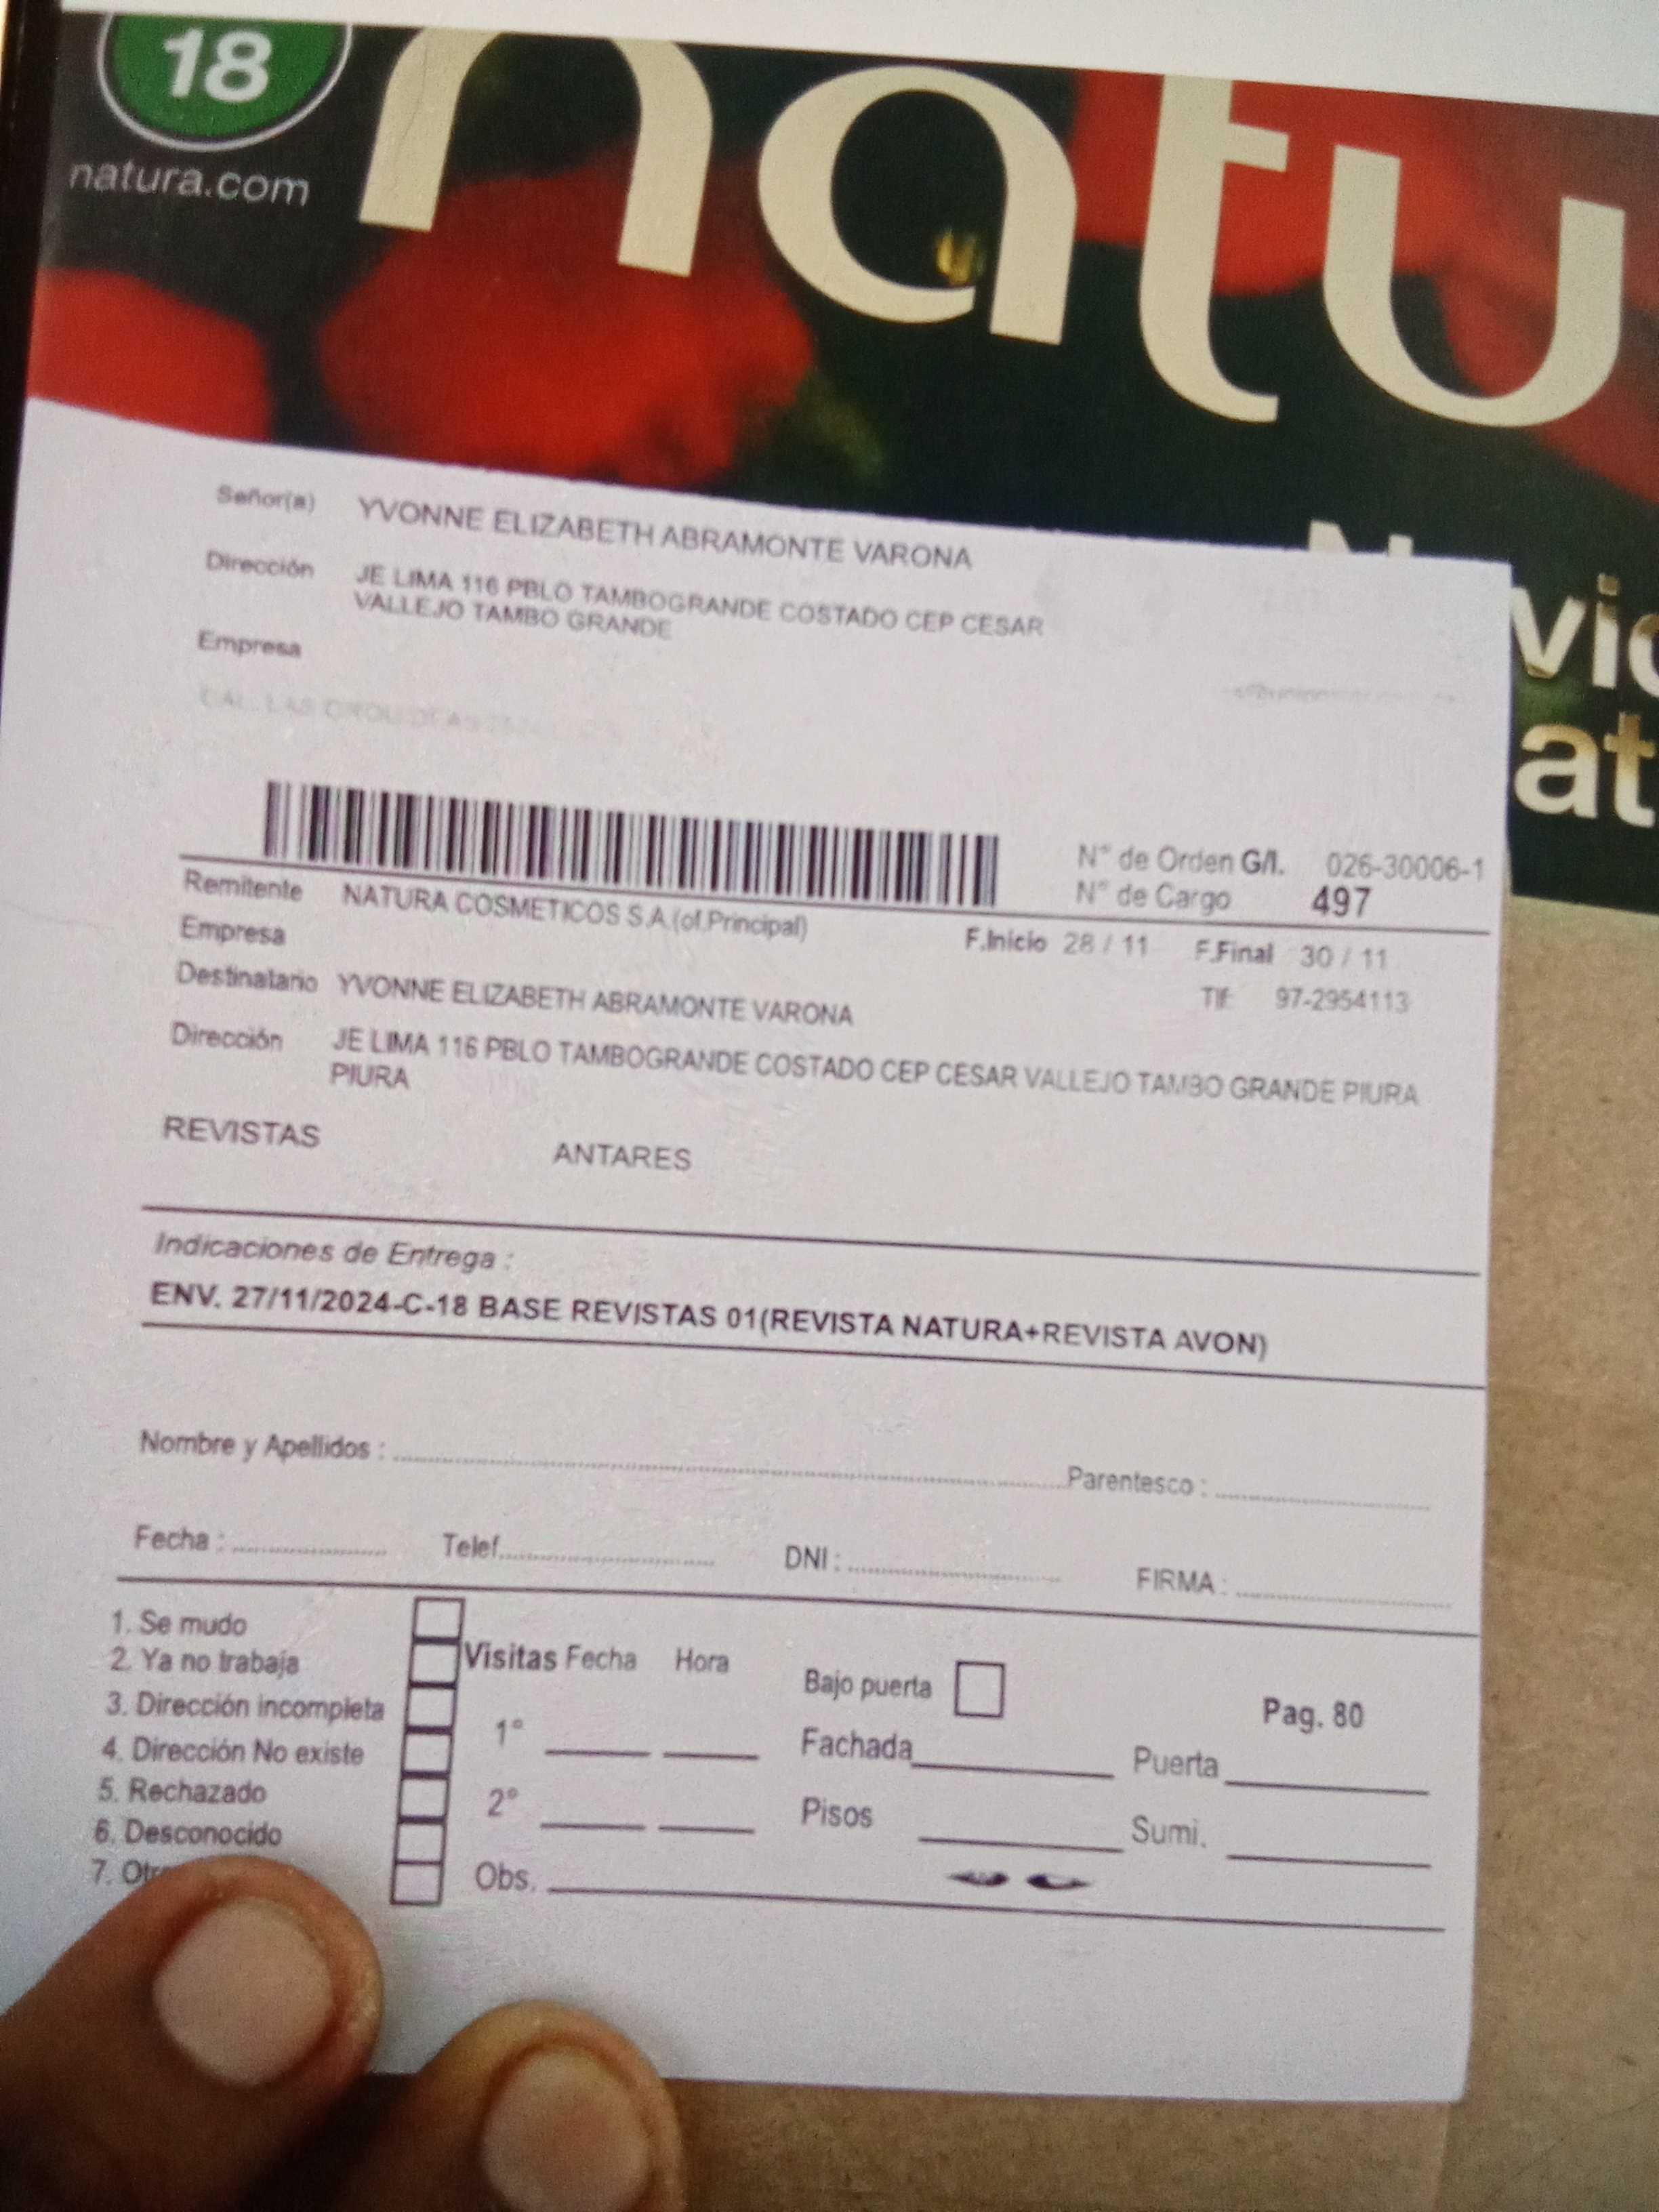 18
natura.com
natu
Señor(a) YVONNE ELIZABETH ABRAMONTE VARONA
Dirección JE LIMA 116 PBLO TAMBOGRANDE COSTADO CEP CESAR
VALLEJO TAMBO GRANDE
Empresa
N° de Orden G/I. 026-30006-1
N° de Cargo 497
Remitente NATURA COSMETICOS S.A.(of.Principal)
Empresa
F.Inicio 28 / 11 F.Final 30 / 11
Destinatario YVONNE ELIZABETH ABRAMONTE VARONA
Tlf: 97-2954113
Dirección JE LIMA 116 PBLO TAMBOGRANDE COSTADO CEP CESAR VALLEJO TAMBO GRANDE PIURA
PIURA
REVISTAS ANTARES
Indicaciones de Entrega :
ENV. 27/11/2024-C-18 BASE REVISTAS 01(REVISTA NATURA+REVISTA AVON)
Nombre y Apellidos : Parentesco :
Fecha : Telef. DNI : FIRMA :
1. Se mudo
2. Ya no trabaja
3. Dirección incompleta
4. Dirección No existe
5. Rechazado
6. Desconocido
7.
Visitas Fecha Hora
1°
2°
Obs.
Bajo puerta
Fachada
Pisos
Pag. 80
Puerta
Sumi.